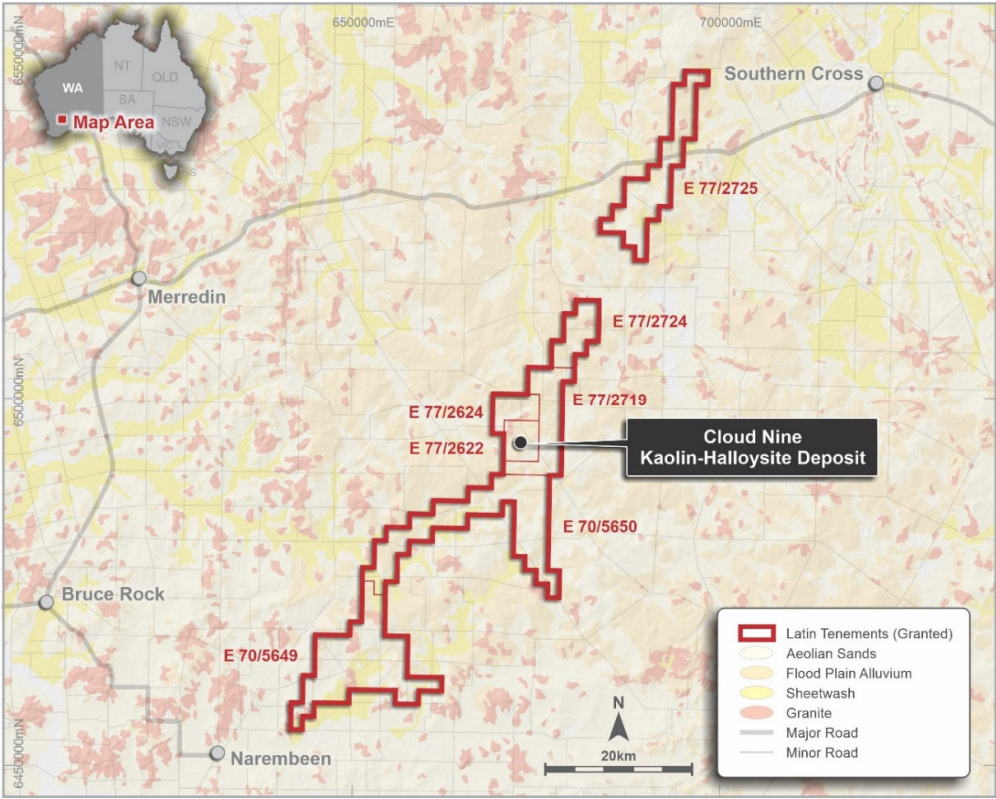 650000mE
700000mE
6550000mN
NT
QLD
WA
SA
NSW
Map Area
Southern Cross
E 77/2725
Merredin
E 77/2724
6500000mN
E 77/2719
E 77/2624
E 77/2622
Cloud Nine
Kaolin-Halloysite Deposit
E 70/5650
Bruce Rock
E 70/5649
Latin Tenements (Granted)
Aeolian Sands
Flood Plain Alluvium
Sheetwash
Granite
Major Road
Minor Road
N
20km
Narembeen
6450000mN